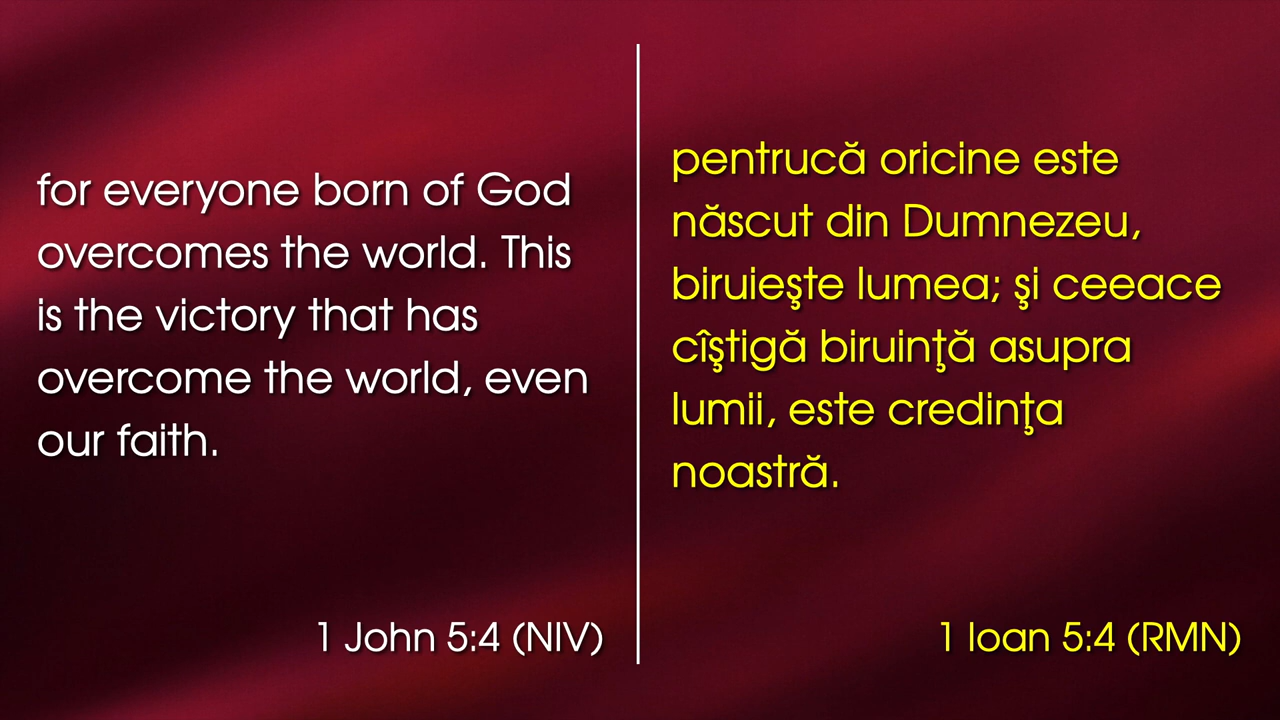 for everyone born of God
overcomes the world. This
is the victory that has
overcome the world, even
our faith.
1 John 5:4 (NIV)
pentrucă oricine este
născut din Dumnezeu,
biruieşte lumea; şi ceeace
cîştigă biruinţă asupra
lumii, este credinţa
noastră.
1 Ioan 5:4 (RMN)